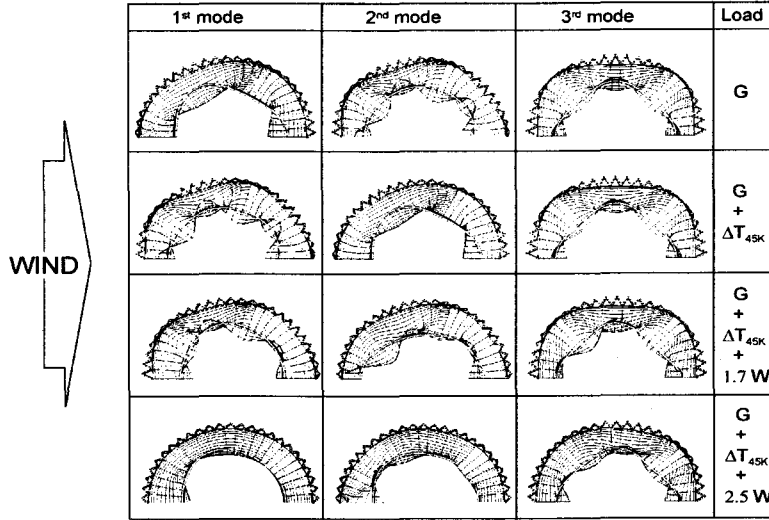 1st mode
2nd mode
3rd mode
Load
G
G
+
ΔT45K
WIND
G
+
ΔT45K
+
1.7 W
G
+
ΔT45K
+
2.5 W